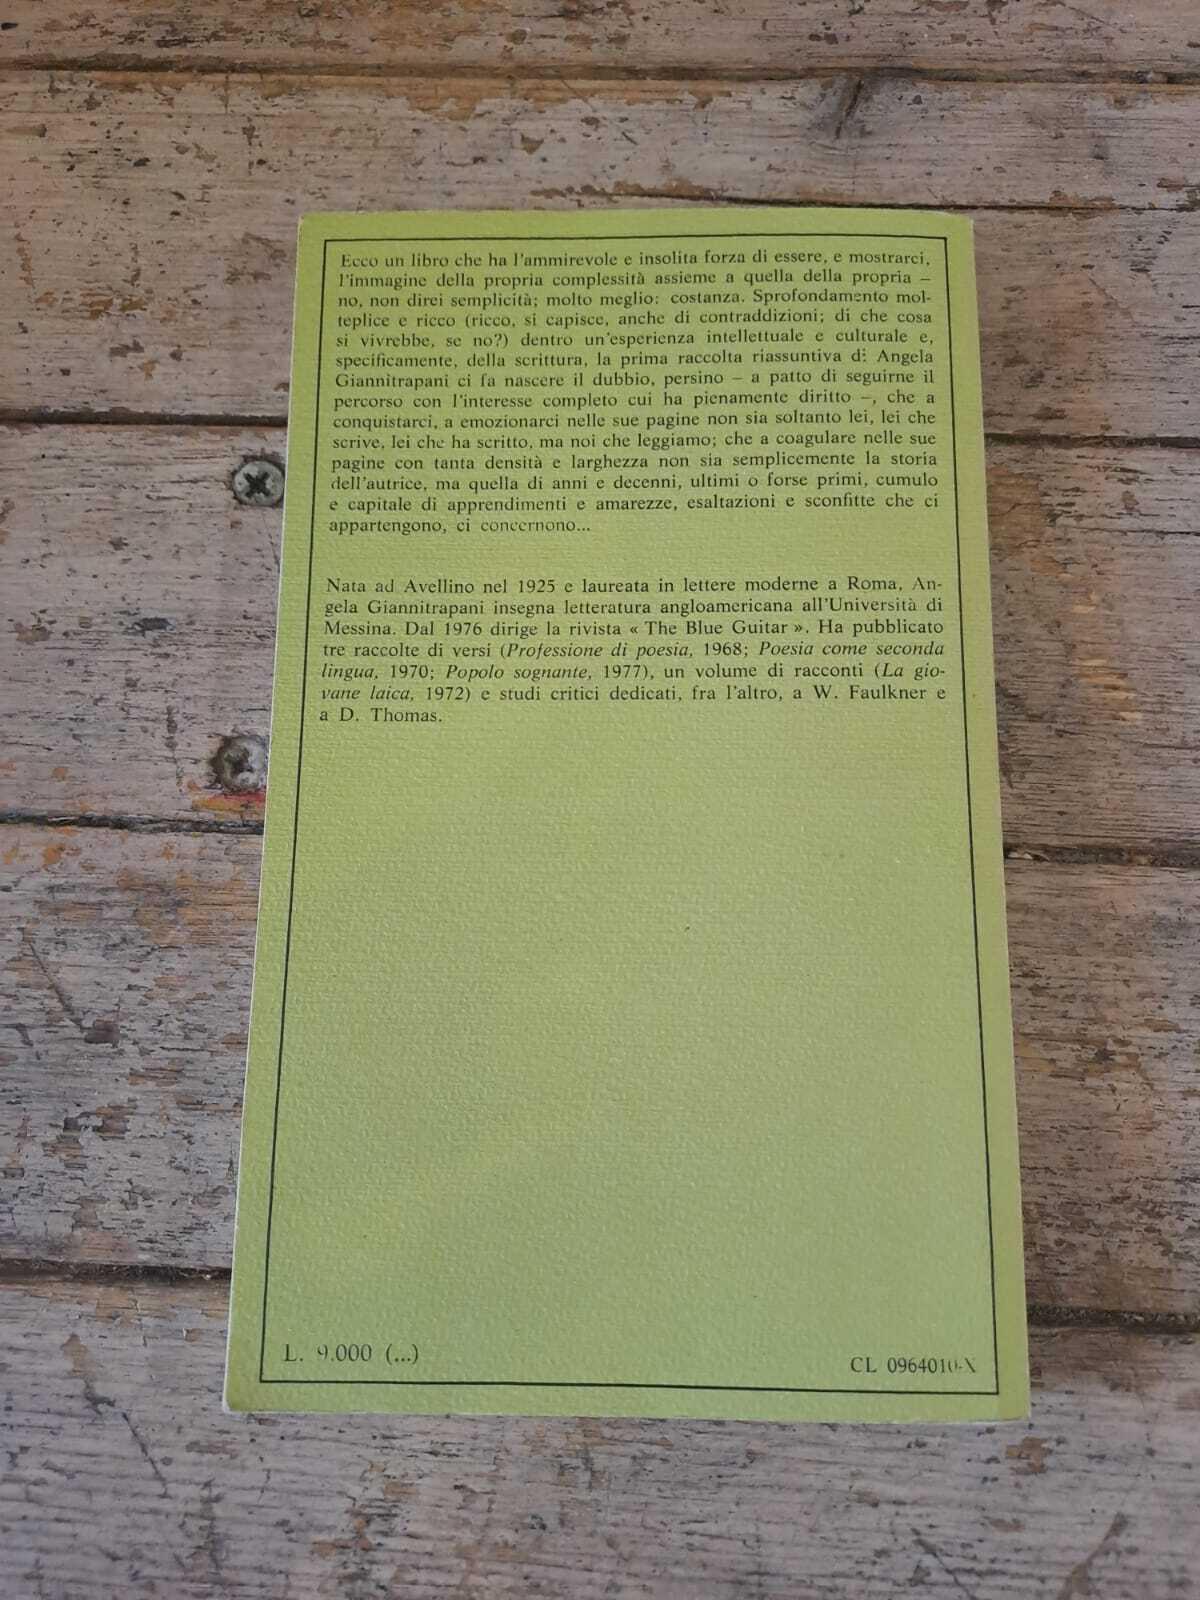 Ecco un libro che ha l'ammirevole e insolita forza di essere, e mostrarci,
l'immagine della propria complessità assieme a quella della propria –
no, non direi semplicità; molto meglio: costanza. Sprofondamento mol-
teplice e ricco (ricco, si capisce, anche di contraddizioni; di che cosa
si vivrebbe, se no?) dentro un'esperienza intellettuale e culturale e,
specificamente, della scrittura, la prima raccolta riassuntiva di Angela
Giannitrapani ci fa nascere il dubbio, persino – a patto di seguirne il
percorso con l'interesse completo cui ha pienamente diritto –, che a
conquistarci, a emozionarci nelle sue pagine non sia soltanto lei, lei che
scrive, lei che ha scritto, ma noi che leggiamo; che a coagulare nelle sue
pagine con tanta densità e larghezza non sia semplicemente la storia
dell'autrice, ma quella di anni e decenni, ultimi o forse primi, cumulo
e capitale di apprendimenti e amarezze, esaltazioni e sconfitte che ci
appartengono, ci concernono...
Nata ad Avellino nel 1925 e laureata in lettere moderne a Roma, An-
gela Giannitrapani insegna letteratura angloamericana all'Università di
Messina. Dal 1976 dirige la rivista « The Blue Guitar ». Ha pubblicato
tre raccolte di versi (Professione di poesia, 1968; Poesia come seconda
lingua, 1970; Popolo sognante, 1977), un volume di racconti (La gio-
vane laica, 1972) e studi critici dedicati, fra l'altro, a W. Faulkner e
a D. Thomas.
L. 9.000 (...)
CL 0964010-X